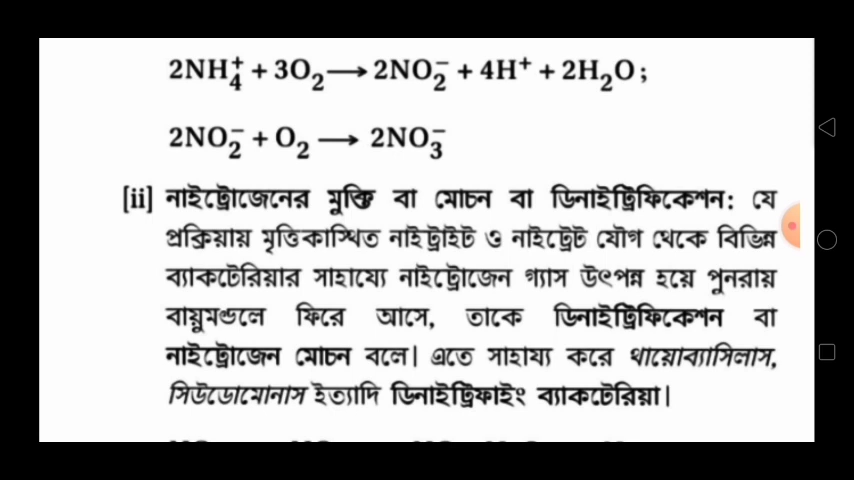 2NH₄⁺ + 3O₂ ⟶ 2NO₂⁻ + 4H⁺ + 2H₂O ;
2NO₂⁻ + O₂ ⟶ 2NO₃⁻
[ii] নাইট্রোজেনের মুক্তি বা মোচন বা ডিনাইট্রিফিকেশন: যে
প্রক্রিয়ায় মৃত্তিকাস্থিত নাইট্রাইট ও নাইট্রেট যৌগ থেকে বিভিন্ন
ব্যাকটেরিয়ার সাহায্যে নাইট্রোজেন গ্যাস উৎপন্ন হয়ে পুনরায়
বায়ুমণ্ডলে ফিরে আসে, তাকে ডিনাইট্রিফিকেশন বা
নাইট্রোজেন মোচন বলে। এতে সাহায্য করে থায়োব্যাসিলাস,
সিউডোমোনাস ইত্যাদি ডিনাইট্রিফাইং ব্যাকটেরিয়া।